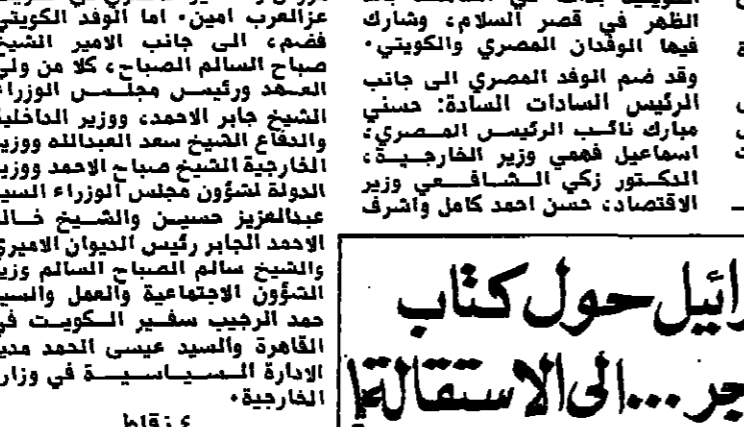 الظهر في قصر السلام، وشارك
فيها الوفدان المصري والكويتي.
وقد ضم الوفد المصري الى جانب
الرئيس السادات السادة: حسني
مبارك نائب الرئيس المصري،
اسماعيل فهمي وزير الخارجية،
الدكتور زكي الشافعي وزير
الاقتصاد، حسن احمد كامل واشرف
عزالعرب امين. اما الوفد الكويتي
فضم، الى جانب الامير الشيخ
صباح السالم الصباح، كلا من ولي
العهد ورئيس مجلس الوزراء
الشيخ جابر الاحمد، ووزير الداخلية
والدفاع الشيخ سعد العبدالله ووزير
الخارجية الشيخ صباح الاحمد ووزير
الدولة لشؤون مجلس الوزراء السيد
عبدالعزيز حسين والشيخ خالد
الاحمد الجابر رئيس الديوان الاميري
والشيخ سالم الصباح السالم وزير
الشؤون الاجتماعية والعمل والسيد
حمد الرجيب سفير الكويت في
القاهرة والسيد عيسى الحمد مدير
الادارة السياسية في وزارة
الخارجية.
٤ نقاط
رائيل حول كتاب
جر ... الى الاستقالة!